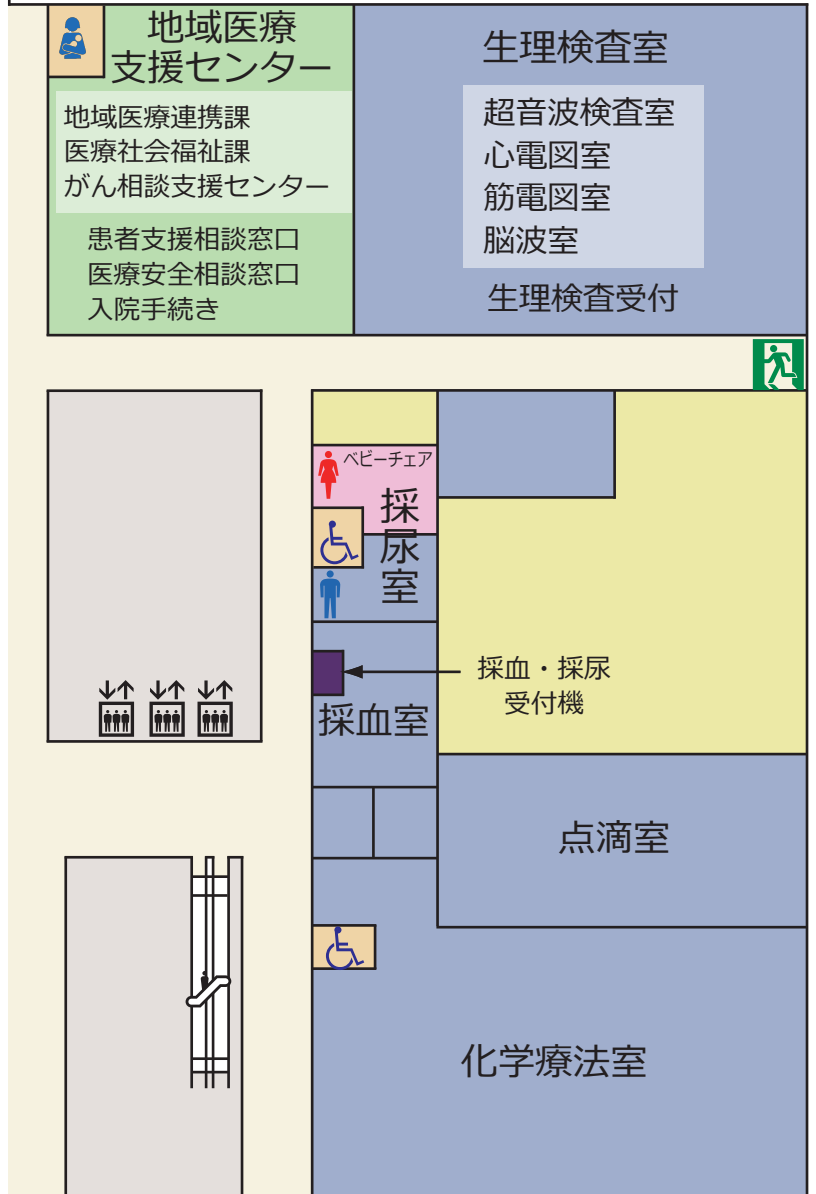 地域医療
支援センター
地域医療連携課
医療社会福祉課
がん相談支援センター
患者支援相談窓口
医療安全相談窓口
入院手続き
生理検査室
超音波検査室
心電図室
筋電図室
脳波室
生理検査受付
ベビーチェア
採尿室
採血・採尿
受付機
採血室
点滴室
化学療法室